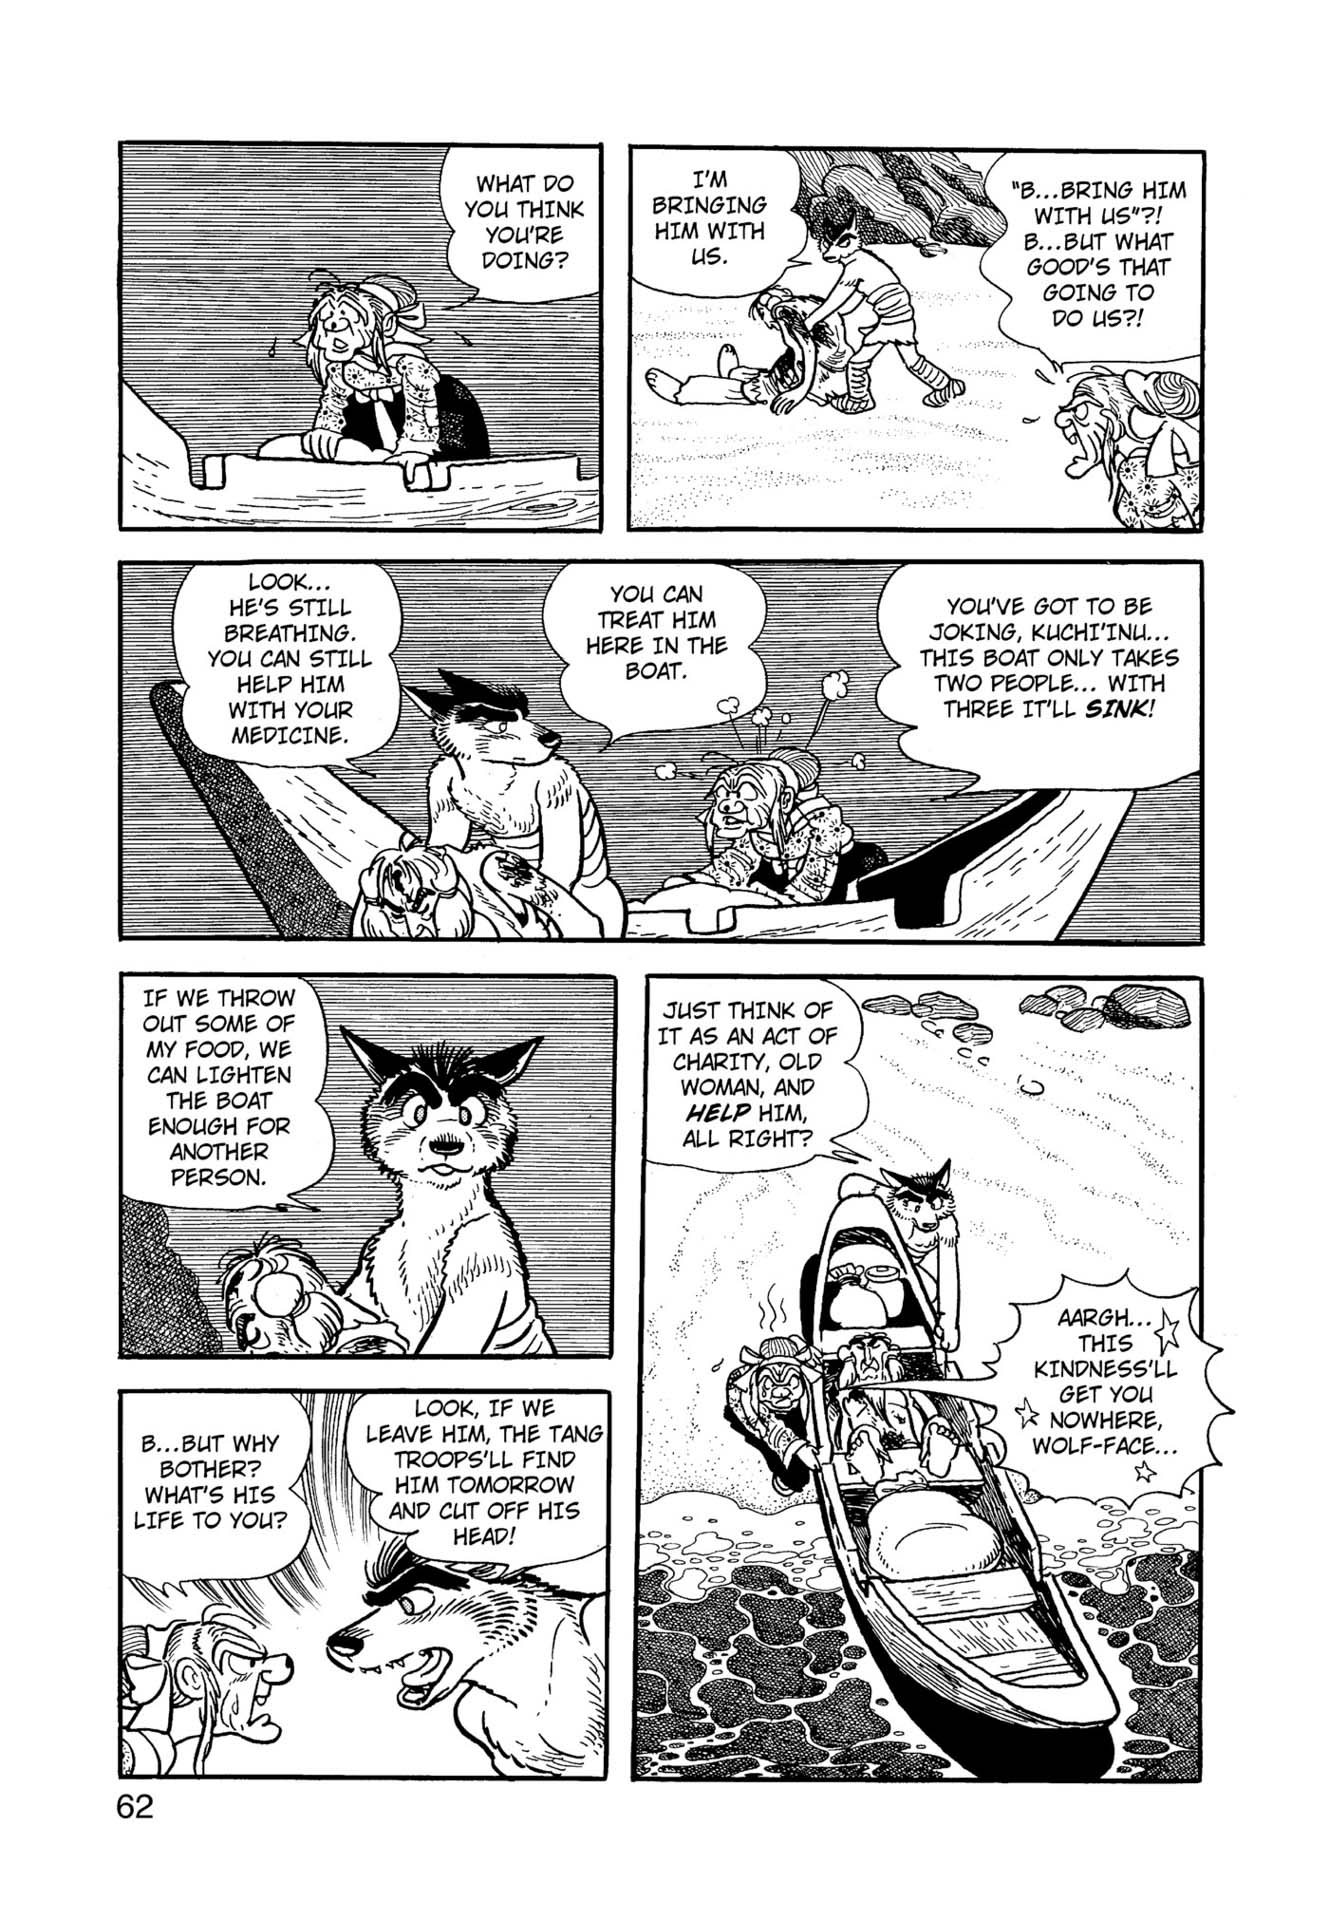 WHAT DO
YOU THINK
YOU'RE
DOING?
I'M
BRINGING
HIM WITH
US.
"B...BRING HIM
WITH US"?!
B...BUT WHAT
GOOD'S THAT
GOING TO
DO US?!
LOOK...
HE'S STILL
BREATHING.
YOU CAN STILL
HELP HIM
WITH YOUR
MEDICINE.
YOU CAN
TREAT HIM
HERE IN THE
BOAT.
YOU'VE GOT TO BE
JOKING, KUCHI'INU...
THIS BOAT ONLY TAKES
TWO PEOPLE... WITH
THREE IT'LL SINK!
IF WE THROW
OUT SOME OF
MY FOOD, WE
CAN LIGHTEN
THE BOAT
ENOUGH FOR
ANOTHER
PERSON.
B...BUT WHY
BOTHER?
WHAT'S HIS
LIFE TO YOU?
LOOK, IF WE
LEAVE HIM, THE TANG
TROOPS'LL FIND
HIM TOMORROW
AND CUT OFF HIS
HEAD!
JUST THINK OF
IT AS AN ACT OF
CHARITY, OLD
WOMAN, AND
HELP HIM,
ALL RIGHT?
AARGH...
THIS
KINDNESS'LL
GET YOU
NOWHERE,
WOLF-FACE...
62